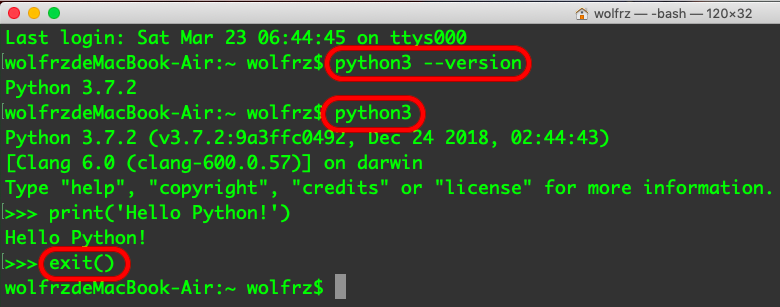 wolfrz — -bash — 120×32
Last login: Sat Mar 23 06:44:45 on ttys000
[wolfrzdeMacBook-Air:~ wolfrz$ python3 --version
Python 3.7.2
[wolfrzdeMacBook-Air:~ wolfrz$ python3
Python 3.7.2 (v3.7.2:9a3ffc0492, Dec 24 2018, 02:44:43)
[Clang 6.0 (clang-600.0.57)] on darwin
Type "help", "copyright", "credits" or "license" for more information.
[>>> print('Hello Python!')
Hello Python!
[>>> exit()
wolfrzdeMacBook-Air:~ wolfrz$